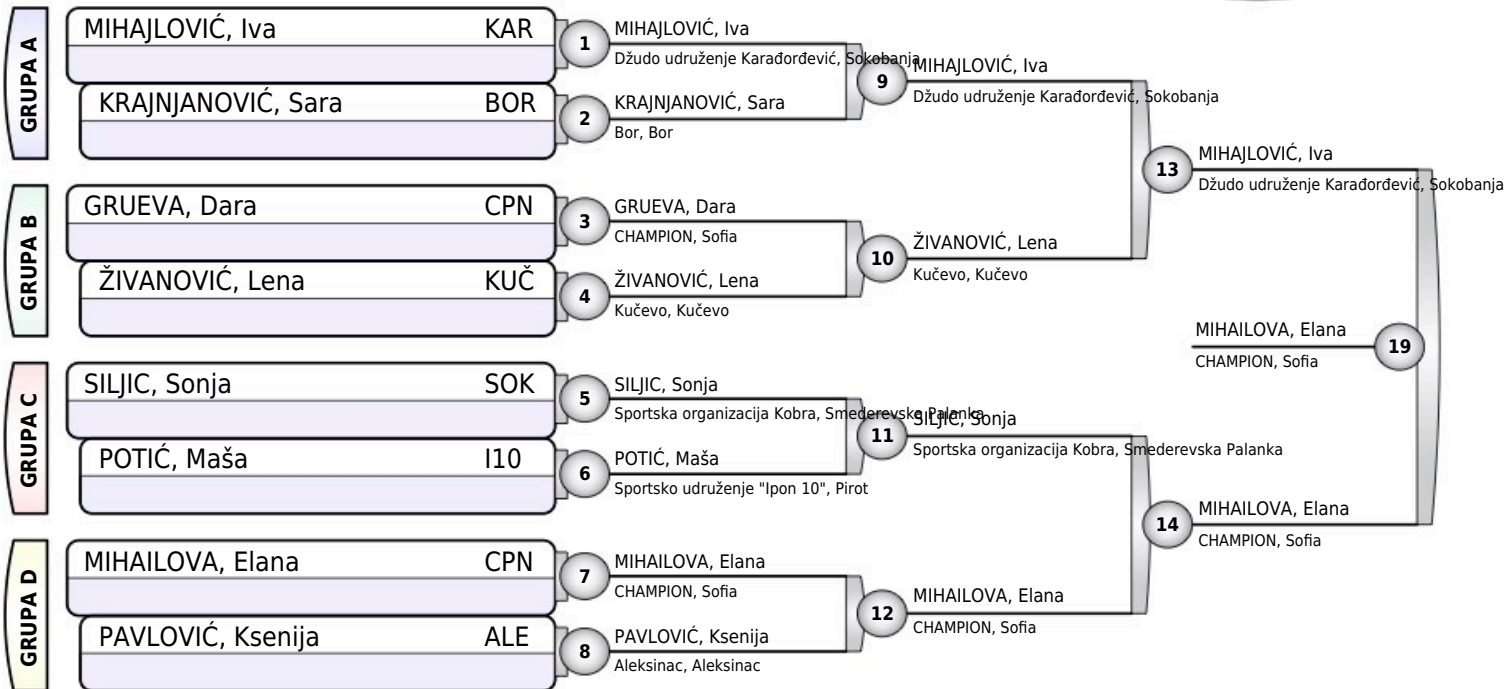 GRUPA A
MIHAJLOVIĆ, Iva KAR
KRAJNJANOVIĆ, Sara BOR
1
MIHAJLOVIĆ, Iva
Džudo udruženje Karađorđević, Sokobanja
2
KRAJNJANOVIĆ, Sara
Bor, Bor
9
MIHAJLOVIĆ, Iva
Džudo udruženje Karađorđević, Sokobanja
GRUPA B
GRUEVA, Dara CPN
ŽIVANOVIĆ, Lena KUČ
3
GRUEVA, Dara
CHAMPION, Sofia
4
ŽIVANOVIĆ, Lena
Kučevo, Kučevo
10
ŽIVANOVIĆ, Lena
Kučevo, Kučevo
13
MIHAJLOVIĆ, Iva
Džudo udruženje Karađorđević, Sokobanja
GRUPA C
SILJIC, Sonja SOK
POTIĆ, Maša I10
5
SILJIC, Sonja
Sportska organizacija Kobra, Smederevska Palanka
6
POTIĆ, Maša
Sportsko udruženje "Ipon 10", Pirot
11
SILJIC, Sonja
Sportska organizacija Kobra, Smederevska Palanka
GRUPA D
MIHAILOVA, Elana CPN
PAVLOVIĆ, Ksenija ALE
7
MIHAILOVA, Elana
CHAMPION, Sofia
8
PAVLOVIĆ, Ksenija
Aleksinac, Aleksinac
12
MIHAILOVA, Elana
CHAMPION, Sofia
14
MIHAILOVA, Elana
CHAMPION, Sofia
MIHAILOVA, Elana
CHAMPION, Sofia
19